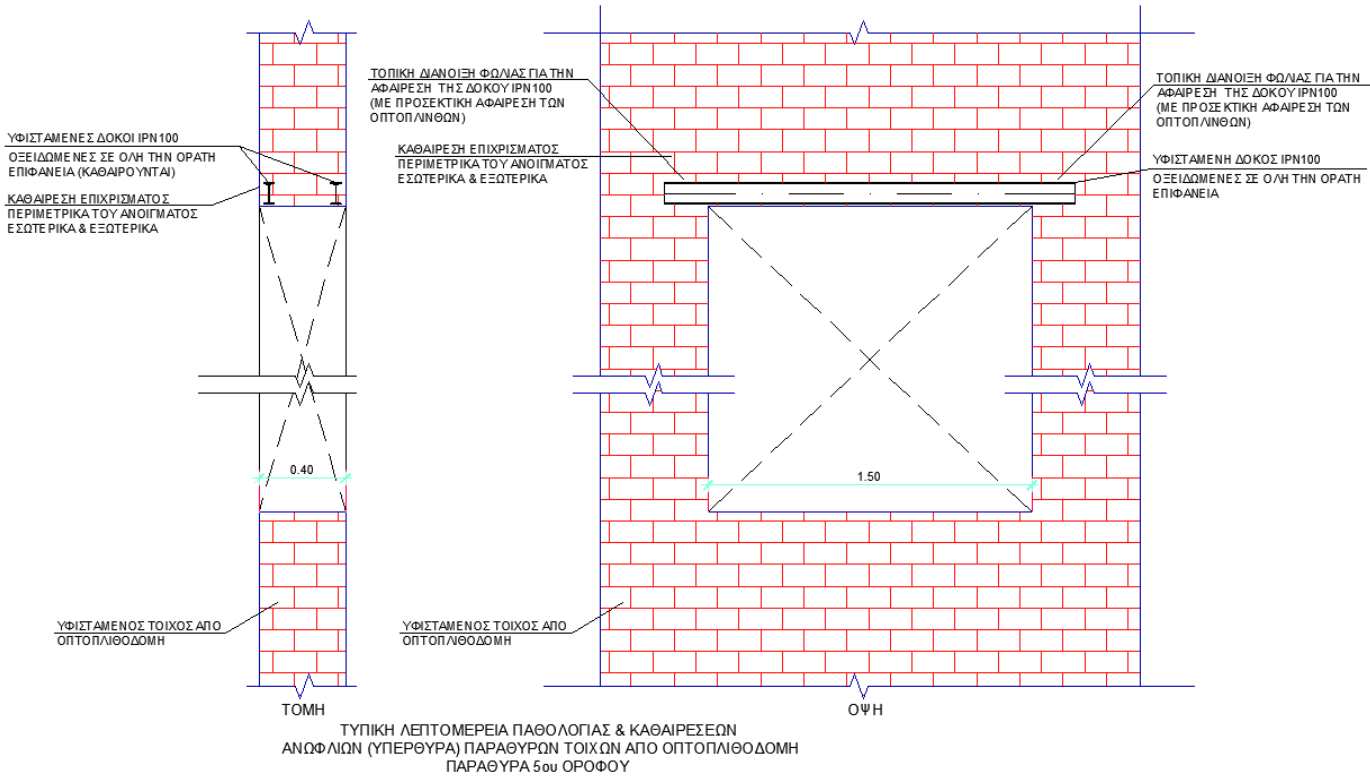 ΥΦΙΣΤΑΜΕΝΕΣ ΔΟΚΟΙ IPN100
ΟΞΕΙΔΩΜΕΝΕΣ ΣΕ ΟΛΗ ΤΗΝ ΟΡΑΤΗ
ΕΠΙΦΑΝΕΙΑ (ΚΑΘΑΙΡΟΥΝΤΑΙ)
ΚΑΘΑΙΡΕΣΗ ΕΠΙΧΡΙΣΜΑΤΟΣ
ΠΕΡΙΜΕΤΡΙΚΑ ΤΟΥ ΑΝΟΙΓΜΑΤΟΣ
ΕΣΩΤΕΡΙΚΑ & ΕΞΩΤΕΡΙΚΑ
0.40
ΥΦΙΣΤΑΜΕΝΟΣ ΤΟΙΧΟΣ ΑΠΟ
ΟΠΤΟΠΛΙΘΟΔΟΜΗ
ΤΟΜΗ
ΤΟΠΙΚΗ ΔΙΑΝΟΙΞΗ ΦΩΛΙΑΣ ΓΙΑ ΤΗΝ
ΑΦΑΙΡΕΣΗ ΤΗΣ ΔΟΚΟΥ IPN100
(ΜΕ ΠΡΟΣΕΚΤΙΚΗ ΑΦΑΙΡΕΣΗ ΤΩΝ
ΟΠΤΟΠΛΙΝΘΩΝ)
ΚΑΘΑΙΡΕΣΗ ΕΠΙΧΡΙΣΜΑΤΟΣ
ΠΕΡΙΜΕΤΡΙΚΑ ΤΟΥ ΑΝΟΙΓΜΑΤΟΣ
ΕΣΩΤΕΡΙΚΑ & ΕΞΩΤΕΡΙΚΑ
ΤΟΠΙΚΗ ΔΙΑΝΟΙΞΗ ΦΩΛΙΑΣ ΓΙΑ ΤΗΝ
ΑΦΑΙΡΕΣΗ ΤΗΣ ΔΟΚΟΥ IPN100
(ΜΕ ΠΡΟΣΕΚΤΙΚΗ ΑΦΑΙΡΕΣΗ ΤΩΝ
ΟΠΤΟΠΛΙΝΘΩΝ)
ΥΦΙΣΤΑΜΕΝΗ ΔΟΚΟΣ IPN100
ΟΞΕΙΔΩΜΕΝΕΣ ΣΕ ΟΛΗ ΤΗΝ ΟΡΑΤΗ
ΕΠΙΦΑΝΕΙΑ
1.50
ΥΦΙΣΤΑΜΕΝΟΣ ΤΟΙΧΟΣ ΑΠΟ
ΟΠΤΟΠΛΙΘΟΔΟΜΗ
ΟΨΗ
ΤΥΠΙΚΗ ΛΕΠΤΟΜΕΡΕΙΑ ΠΑΘΟΛΟΓΙΑΣ & ΚΑΘΑΙΡΕΣΕΩΝ
ΑΝΩΦΛΙΩΝ (ΥΠΕΡΘΥΡΑ) ΠΑΡΑΘΥΡΩΝ ΤΟΙΧΩΝ ΑΠΟ ΟΠΤΟΠΛΙΘΟΔΟΜΗ
ΠΑΡΑΘΥΡΑ 5ου ΟΡΟΦΟΥ